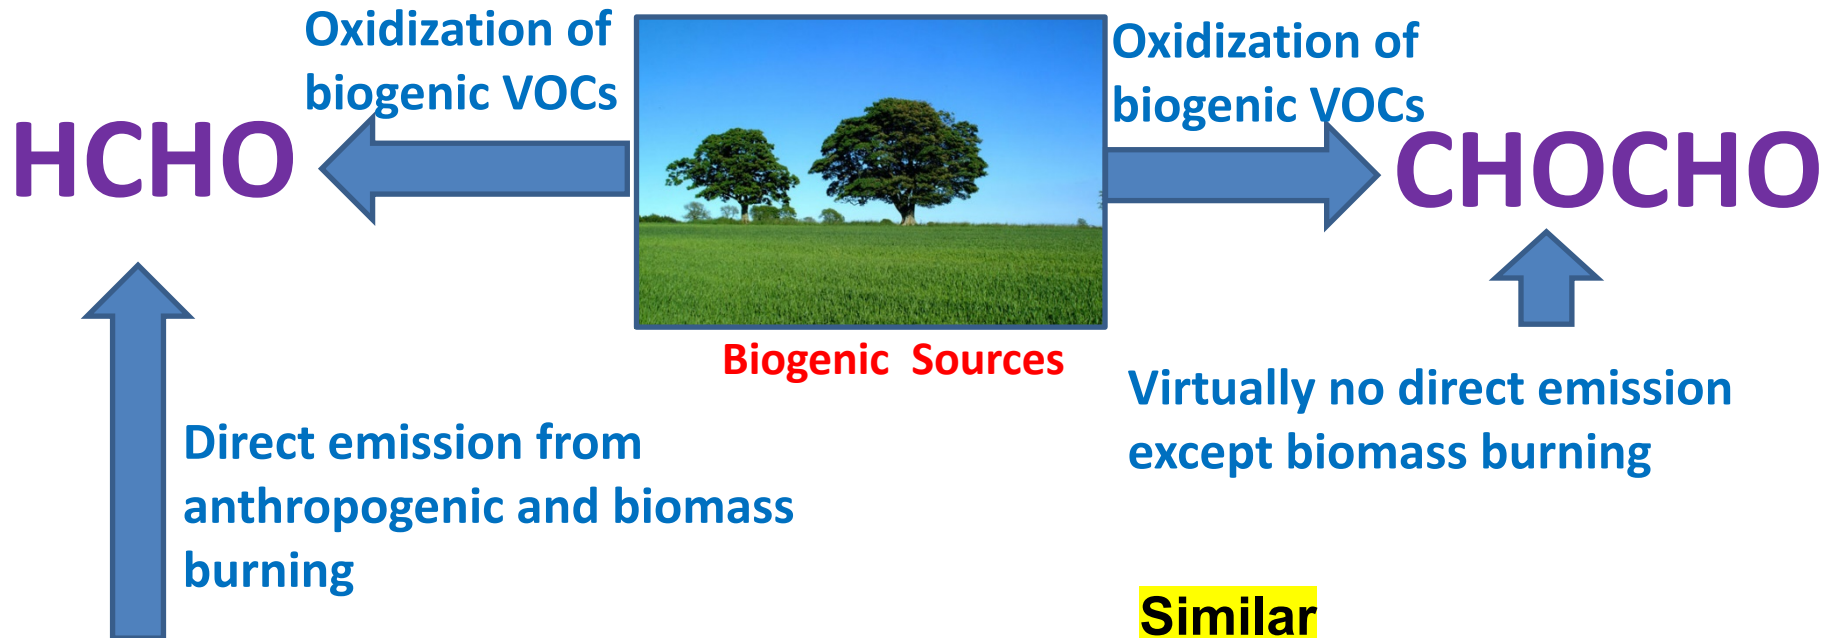 Oxidization of
biogenic VOCs
Oxidization of
biogenic VOCs
HCHO
CHOCHO
Biogenic Sources
Direct emission from
anthropogenic and biomass
burning
Virtually no direct emission
except biomass burning
Similar